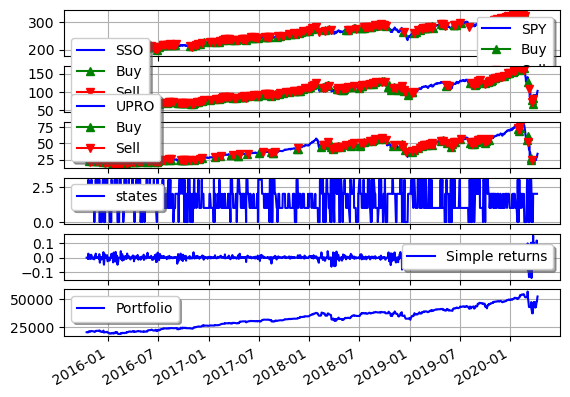 300
200
SPY
Buy
150
100
50
SSO
Buy
Sell
75
50
25
UPRO
Buy
Sell
2.5
0.0
states
0.1
0.0
−0.1
Simple returns
50000
25000
Portfolio
2016-01
2016-07
2017-01
2017-07
2018-01
2018-07
2019-01
2019-07
2020-01